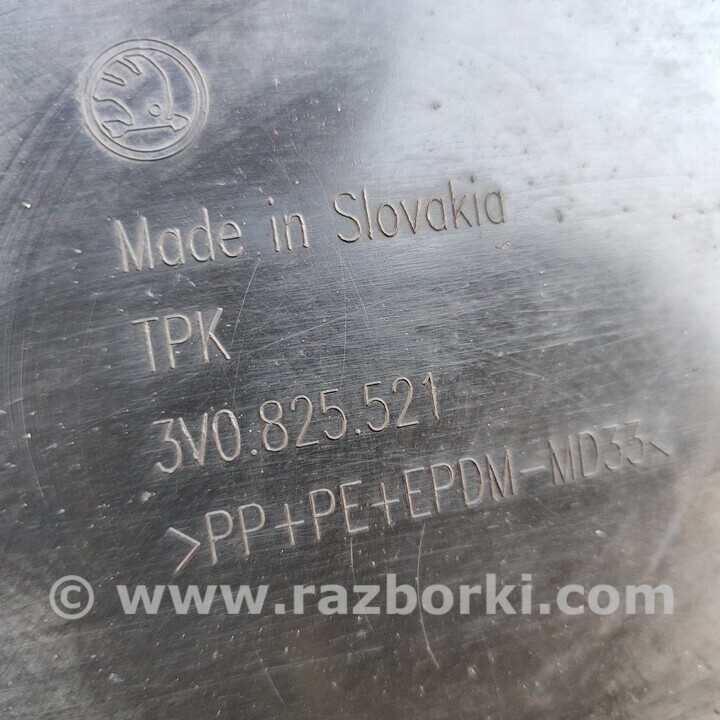 Made in Slovakia
TPK
3V0.825.521
>PP+PE+EPDM-MD33<
© www.razborki.com